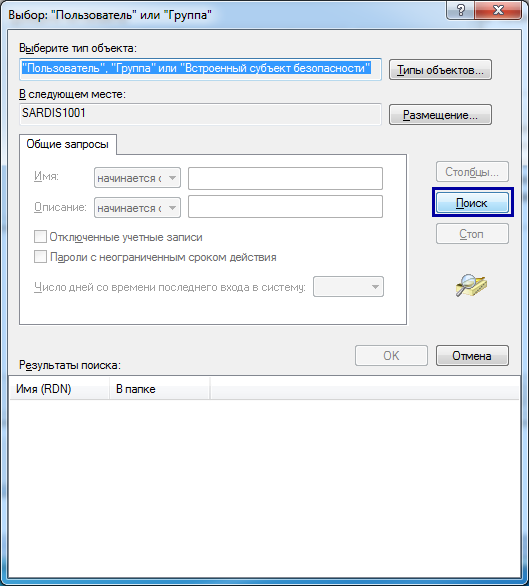 Выбор: "Пользователь" или "Группа"
Выберите тип объекта:
"Пользователь", "Группа" или "Встроенный субъект безопасности"
Типы объектов...
В следующем месте:
SARDIS1001
Размещение...
Общие запросы
Имя:
начинается с
Столбцы...
Описание:
начинается с
Поиск
Отключенные учетные записи
Стоп
Пароли с неограниченным сроком действия
Число дней со времени последнего входа в систему:
OK
Отмена
Результаты поиска:
Имя (RDN)
В папке